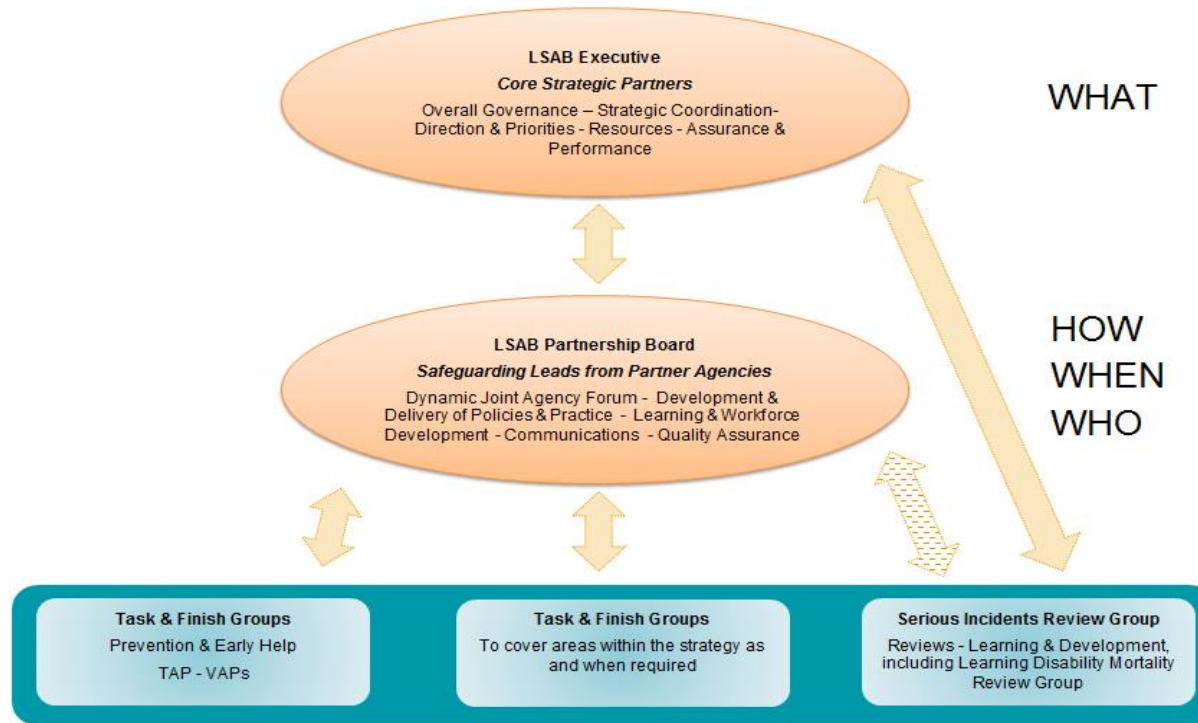 LSAB Executive
Core Strategic Partners
Overall Governance – Strategic Coordination-
Direction & Priorities - Resources - Assurance &
Performance
WHAT
LSAB Partnership Board
Safeguarding Leads from Partner Agencies
Dynamic Joint Agency Forum - Development &
Delivery of Policies & Practice - Learning & Workforce
Development - Communications - Quality Assurance
HOW
WHEN
WHO
Task & Finish Groups
Prevention & Early Help
TAP - VAPs
Task & Finish Groups
To cover areas within the strategy as
and when required
Serious Incidents Review Group
Reviews - Learning & Development,
including Learning Disability Mortality
Review Group